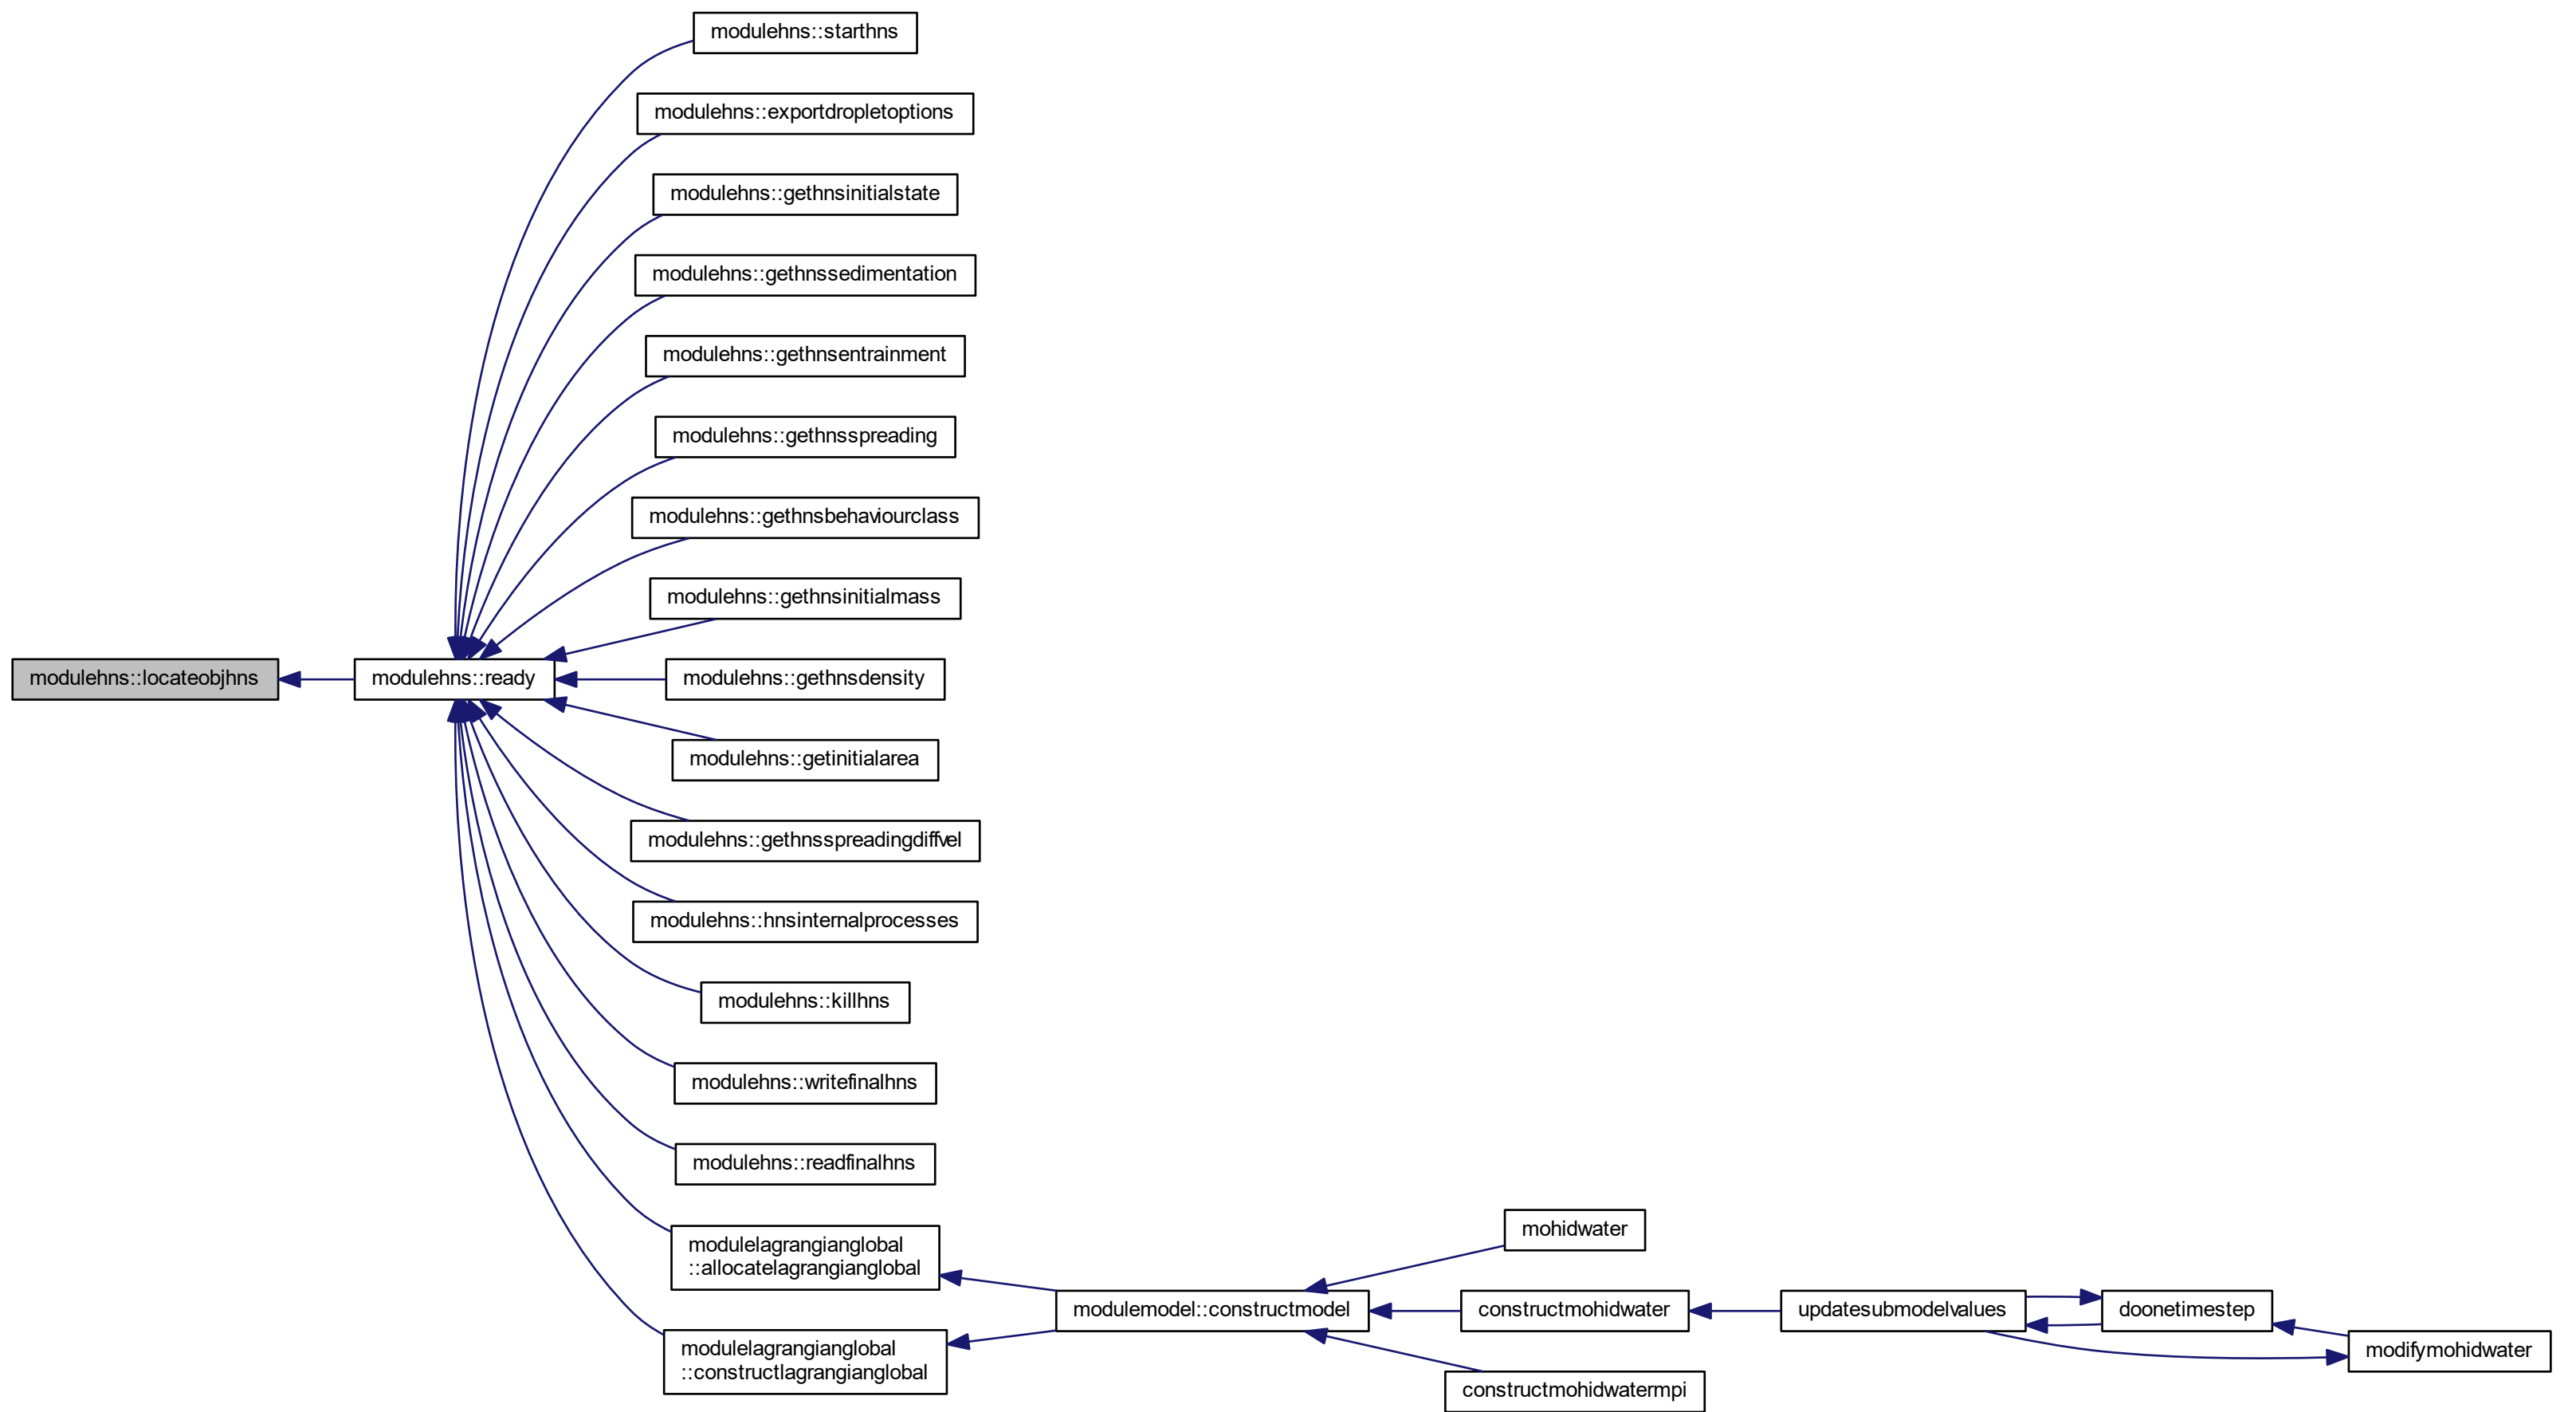 modulehns::starthns
modulehns::exportdropletoptions
modulehns::gethnsinitialstate
modulehns::gethnssedimentation
modulehns::gethnsentrainment
modulehns::gethnsspreading
modulehns::gethnsbehaviourclass
modulehns::gethnsinitialmass
modulehns::locateobjhns
modulehns::ready
modulehns::gethnsdensity
modulehns::getinitialarea
modulehns::gethnsspreadingdiffvel
modulehns::hnsinternalprocesses
modulehns::killhns
modulehns::writefinalhns
modulehns::readfinalhns
modulelagrangianglobal
::allocatelagrangianglobal
modulelagrangianglobal
::constructlagrangianglobal
modulemodel::constructmodel
mohidwater
constructmohidwater
constructmohidwatermpi
updatesubmodelvalues
doonetimestep
modifymohidwater